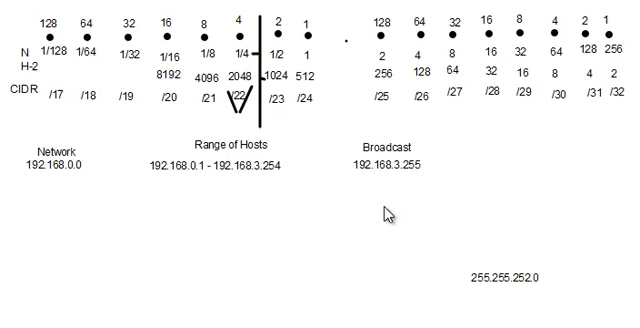 128 64 32 16 8 4 2 1 128 64 32 16 8 4 2 1
N 1/128 1/64 1/32 1/16 1/8 1/4 1/2 1 2 4 8 16 32 64 128 256
H-2 8192 4096 2048 1024 512 256 128 64 32 16 8 4 2
CIDR /17 /18 /19 /20 /21 /22 /23 /24 /25 /26 /27 /28 /29 /30 /31 /32
Network Range of Hosts Broadcast
192.168.0.0 192.168.0.1 - 192.168.3.254 192.168.3.255
255.255.252.0